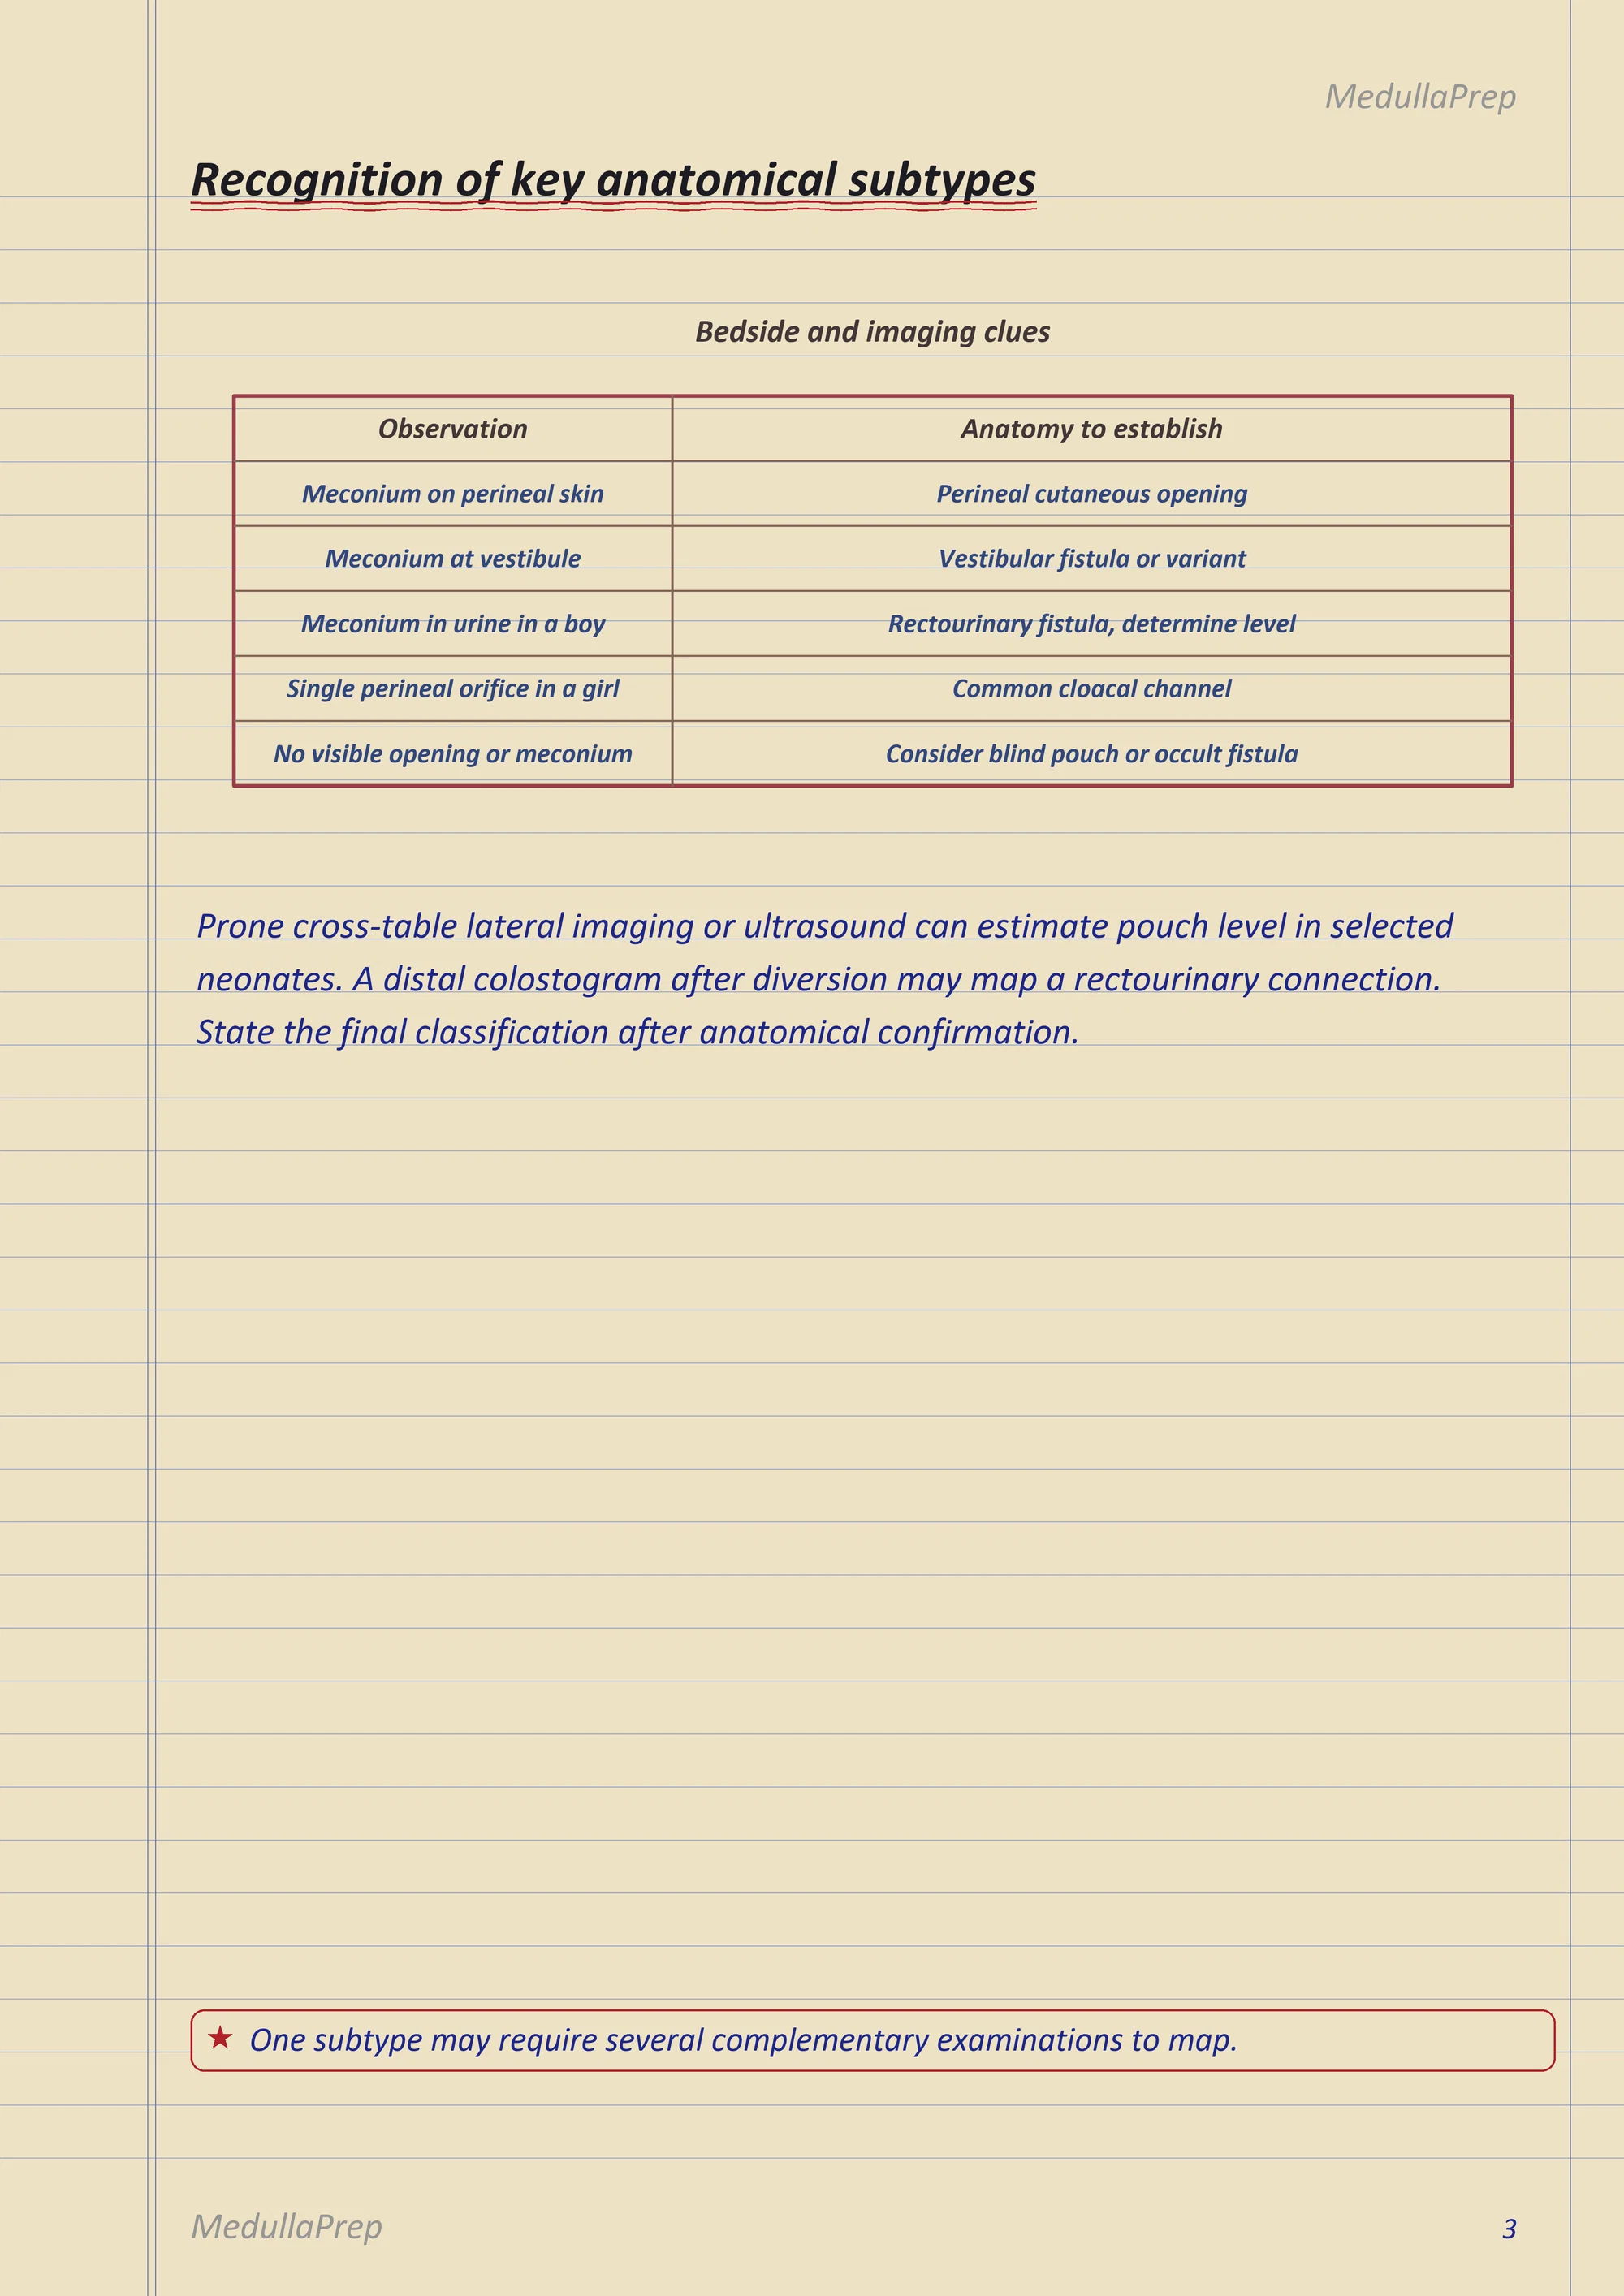 MedullaPrep
Recognition of key anatomical subtypes
Bedside and imaging clues
Observation Anatomy to establish
Meconium on perineal skin Perineal cutaneous opening
Meconium at vestibule Vestibular fistula or variant
Meconium in urine in a boy Rectourinary fistula, determine level
Single perineal orifice in a girl Common cloacal channel
No visible opening or meconium Consider blind pouch or occult fistula
Prone cross-table lateral imaging or ultrasound can estimate pouch level in selected
neonates. A distal colostogram after diversion may map a rectourinary connection.
State the final classification after anatomical confirmation.
★ One subtype may require several complementary examinations to map.
MedullaPrep 3